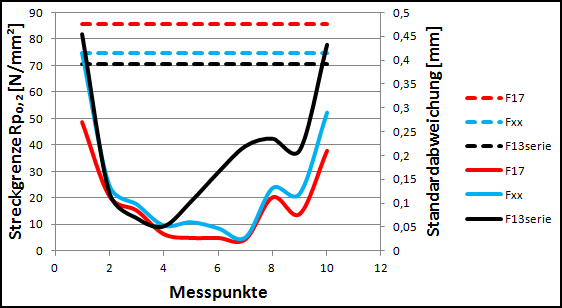 Streckgrenze Rp0,2 [N/mm²]
90
80
70
60
50
40
30
20
10
0
0 2 4 6 8 10 12
Messpunkte
0,5
0,45
0,4
0,35
0,3
0,25
0,2
0,15
0,1
0,05
0
Standardabweichung [mm]
F17
Fxx
F13serie
F17
Fxx
F13serie